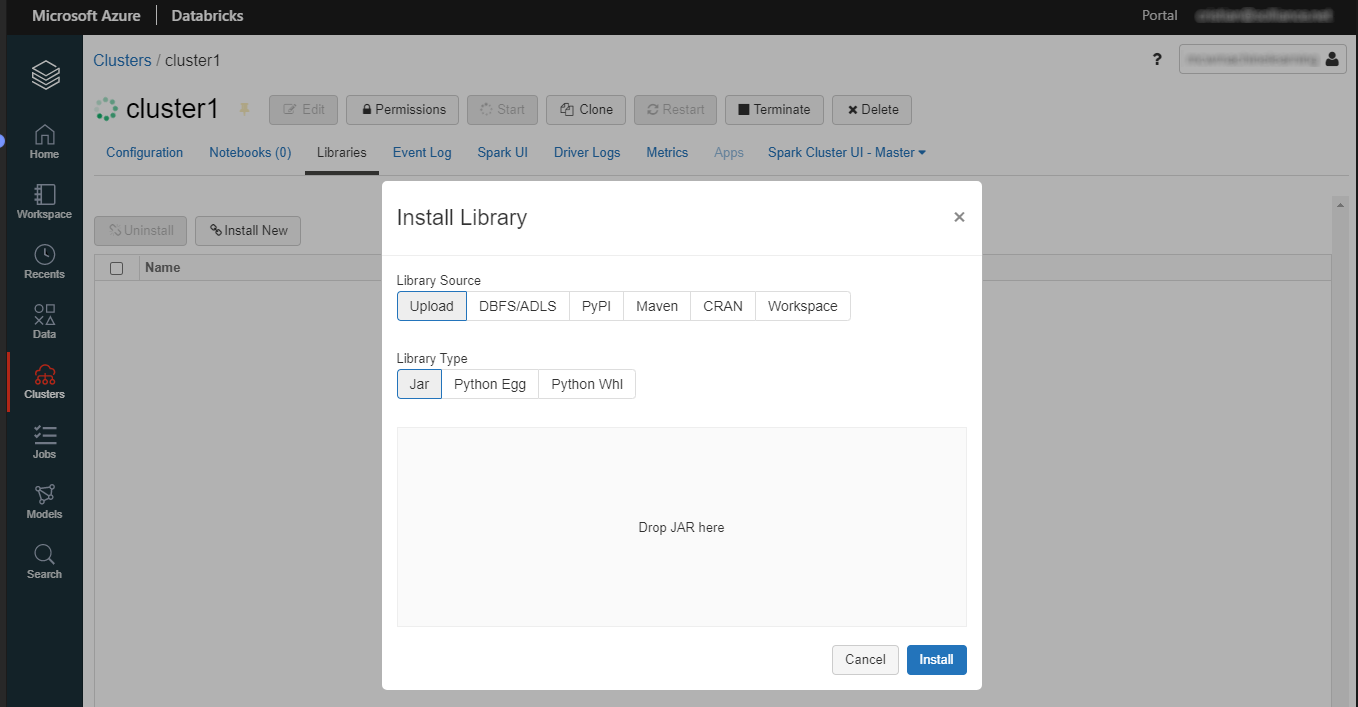 Microsoft Azure Databricks Portal
Clusters / cluster1 ?
cluster1 Edit Permissions Start Clone Restart Terminate Delete
Configuration Notebooks (0) Libraries Event Log Spark UI Driver Logs Metrics Apps Spark Cluster UI - Master
Home
Workspace
Recents
Data
Clusters
Jobs
Models
Search
Uninstall Install New
Name
Install Library ×
Library Source
Upload DBFS/ADLS PyPI Maven CRAN Workspace
Library Type
Jar Python Egg Python Whl
Drop JAR here
Cancel Install